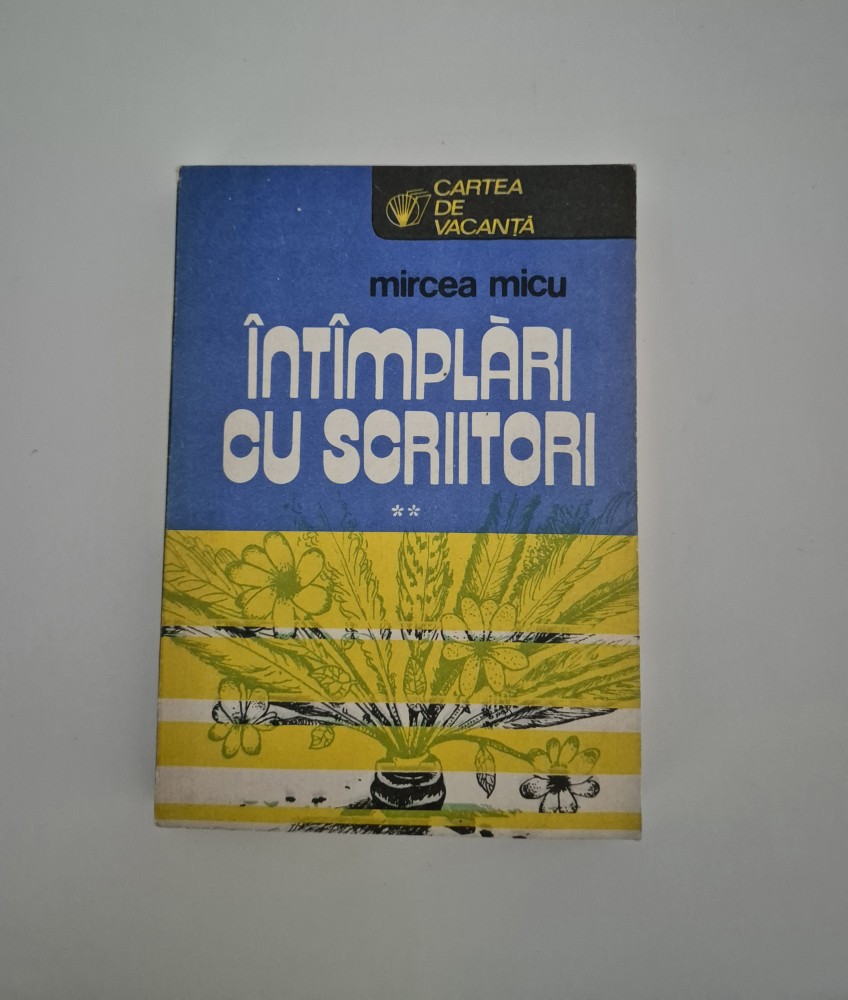 CARTEA
DE
VACANȚĂ
mircea micu
ÎNTÎMPLĂRI
CU SCRIITORI
**